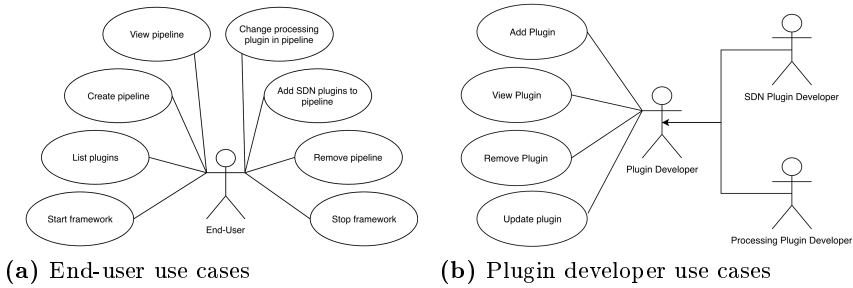 View pipeline
Change processing
plugin in pipeline
Create pipeline
Add SDN plugins to
pipeline
List plugins
Remove pipeline
Start framework
Stop framework
End-User
(a) End-user use cases
Add Plugin
View Plugin
Remove Plugin
Update plugin
Plugin Developer
SDN Plugin Developer
Processing Plugin Developer
(b) Plugin developer use cases